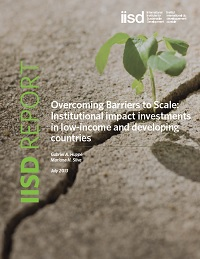 iisd
International
Institute for
Sustainable
Development
Institut
international du
développement
durable
IISD REPORT
Overcoming Barriers to Scale:
Institutional impact investments
in low-income and developing
countries
July 2013